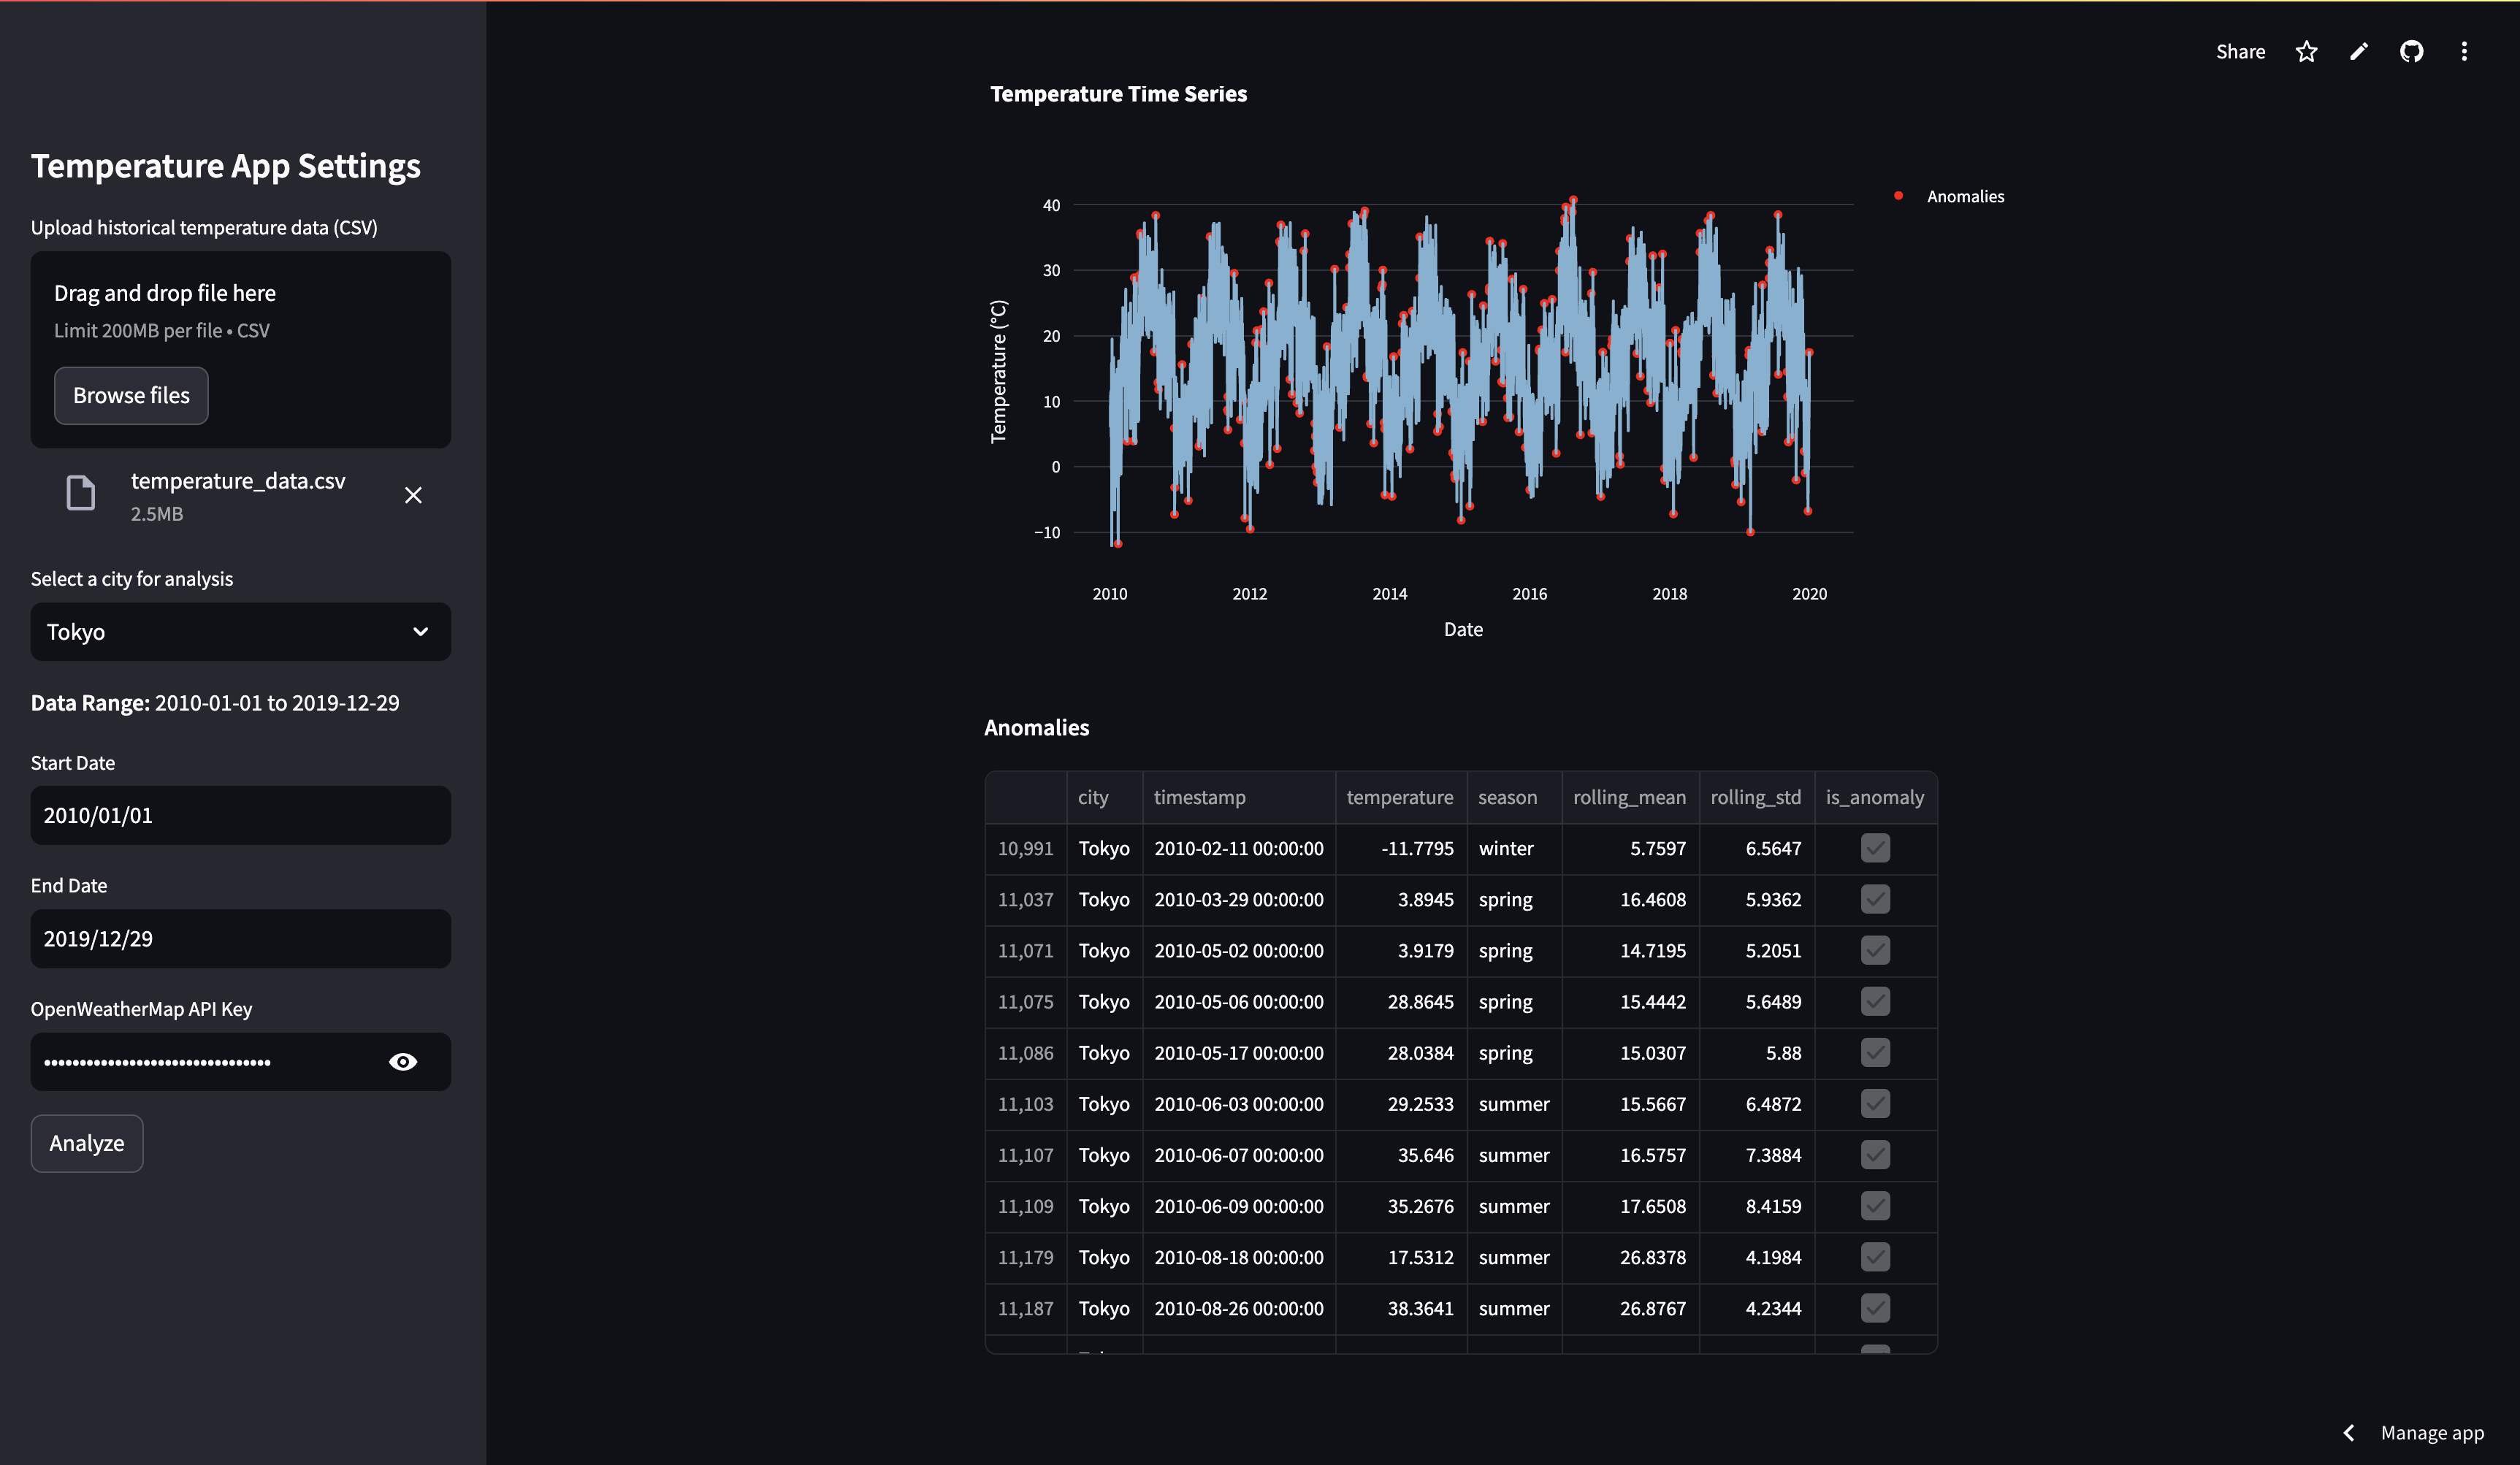 Share
Temperature App Settings
Upload historical temperature data (CSV)
Drag and drop file here
Limit 200MB per file • CSV
Browse files
temperature_data.csv
2.5MB
Select a city for analysis
Tokyo
Data Range: 2010-01-01 to 2019-12-29
Start Date
2010/01/01
End Date
2019/12/29
OpenWeatherMap API Key
Analyze
Temperature Time Series
Anomalies
Temperature (°C)
40
30
20
10
0
−10
2010 2012 2014 2016 2018 2020
Date
Anomalies
city timestamp temperature season rolling_mean rolling_std is_anomaly
10,991 Tokyo 2010-02-11 00:00:00 -11.7795 winter 5.7597 6.5647
11,037 Tokyo 2010-03-29 00:00:00 3.8945 spring 16.4608 5.9362
11,071 Tokyo 2010-05-02 00:00:00 3.9179 spring 14.7195 5.2051
11,075 Tokyo 2010-05-06 00:00:00 28.8645 spring 15.4442 5.6489
11,086 Tokyo 2010-05-17 00:00:00 28.0384 spring 15.0307 5.88
11,103 Tokyo 2010-06-03 00:00:00 29.2533 summer 15.5667 6.4872
11,107 Tokyo 2010-06-07 00:00:00 35.646 summer 16.5757 7.3884
11,109 Tokyo 2010-06-09 00:00:00 35.2676 summer 17.6508 8.4159
11,179 Tokyo 2010-08-18 00:00:00 17.5312 summer 26.8378 4.1984
11,187 Tokyo 2010-08-26 00:00:00 38.3641 summer 26.8767 4.2344
Manage app